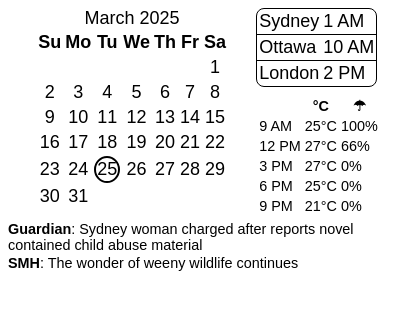 March 2025
Su Mo Tu We Th Fr Sa
1
2 3 4 5 6 7 8
9 10 11 12 13 14 15
16 17 18 19 20 21 22
23 24 25 26 27 28 29
30 31
Sydney 1 AM
Ottawa 10 AM
London 2 PM
°C ☂
9 AM 25°C 100%
12 PM 27°C 66%
3 PM 27°C 0%
6 PM 25°C 0%
9 PM 21°C 0%
Guardian: Sydney woman charged after reports novel
contained child abuse material
SMH: The wonder of weeny wildlife continues